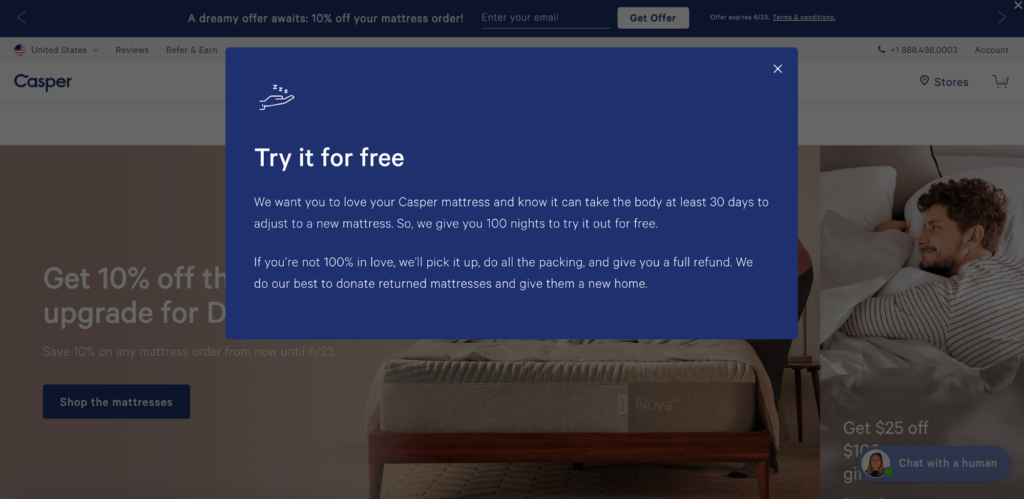 A dreamy offer awaits: 10% off your mattress order!
Enter your email
Get Offer
Offer expires 6/23. Terms & conditions.
United States
Reviews
Refer & Earn
+1 888.498.0003
Account
Casper
Stores
zzz
Try it for free
We want you to love your Casper mattress and know it can take the body at least 30 days to
adjust to a new mattress. So, we give you 100 nights to try it out for free.
If you're not 100% in love, we'll pick it up, do all the packing, and give you a full refund. We
do our best to donate returned mattresses and give them a new home.
Get 10% off th
upgrade for D
Save 10% on any mattress order from now until 6/23.
Shop the mattresses
Nova
Get $25 off
Chat with a human